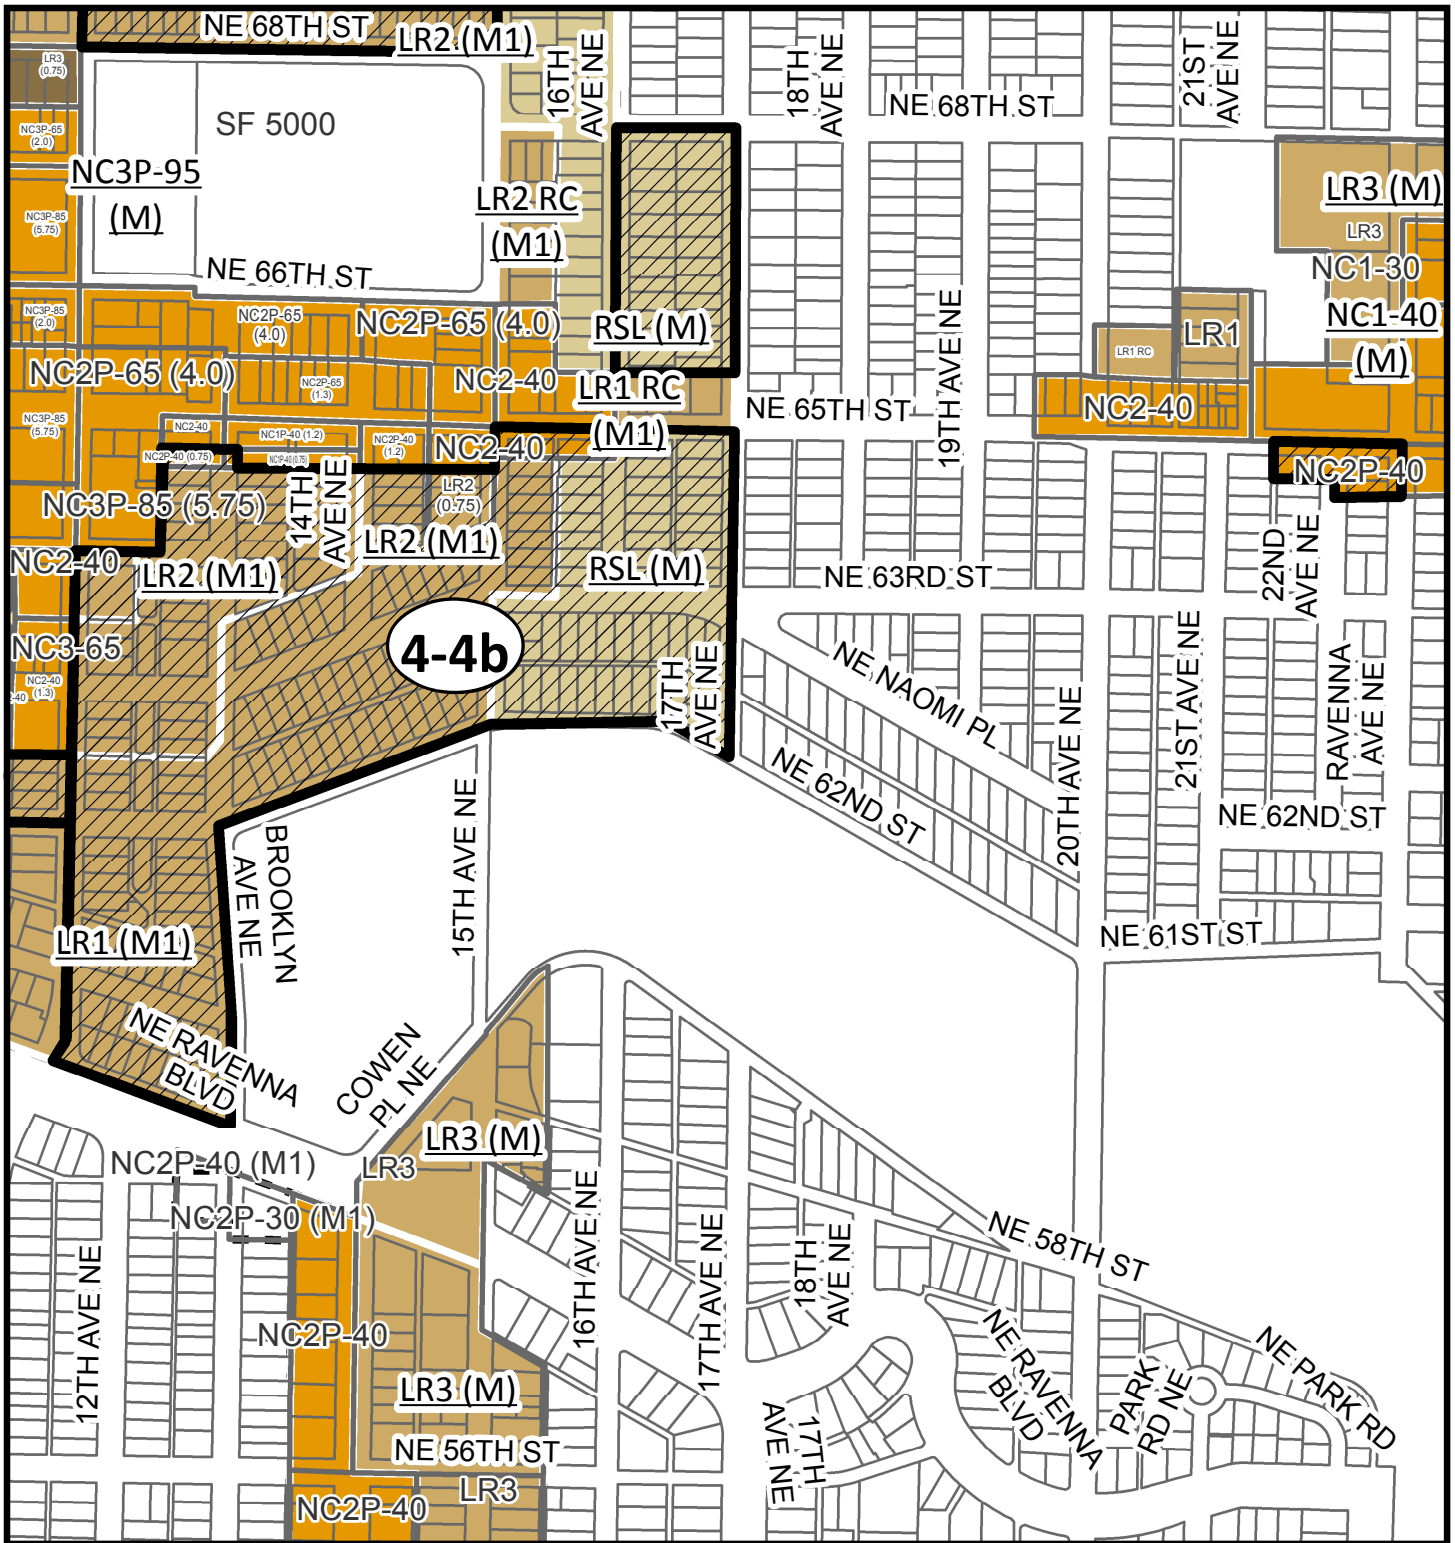 NE 68TH ST
LR2 (M1)
LR3
(0.75)
16TH
AVE NE
18TH
AVE NE
21ST
AVE NE
NE 68TH ST
SF 5000
NC3P-65
(2.0)
NC3P-95
(M)
LR2 RC
(M1)
LR3 (M)
LR3
NC3P-85
(5.75)
NE 66TH ST
NC1-30
NC1-40
(M)
NC3P-85
(2.0)
NC2P-65
(4.0)
NC2P-65 (4.0)
RSL (M)
19TH AVE NE
LR1 RC
LR1
NC2P-65 (4.0)
NC2P-65
(1.3)
NC2-40
LR1 RC
(M1)
NE 65TH ST
NC2-40
NC3P-85
(5.75)
NC2-40
NC1P-40 (1.2)
NC2P-40
(1.2)
NC2-40
NC2P-40 (0.75)
NC1P-40 (0.75)
NC2P-40
NC3P-85 (5.75)
14TH
AVE NE
LR2
(0.75)
LR2 (M1)
NC2-40
LR2 (M1)
RSL (M)
NE 63RD ST
22ND
AVE NE
NC3-65
4-4b
NC2-40
(1.3)
-40
17TH
AVE NE
NE NAOMI PL
20TH AVE NE
21ST AVE NE
RAVENNA
AVE NE
NE 62ND ST
NE 62ND ST
BROOKLYN
AVE NE
15TH AVE NE
LR1 (M1)
NE 61ST ST
NE RAVENNA
BLVD
COWEN
PL NE
LR3 (M)
NC2P-40 (M1)
LR3
NC2P-30 (M1)
12TH AVE NE
16TH AVE NE
17TH AVE NE
18TH
AVE NE
NE 58TH ST
NC2P-40
LR3 (M)
NE RAVENNA
BLVD
PARK
RD NE
NE PARK RD
NE 56TH ST
17TH
AVE NE
NC2P-40
LR3